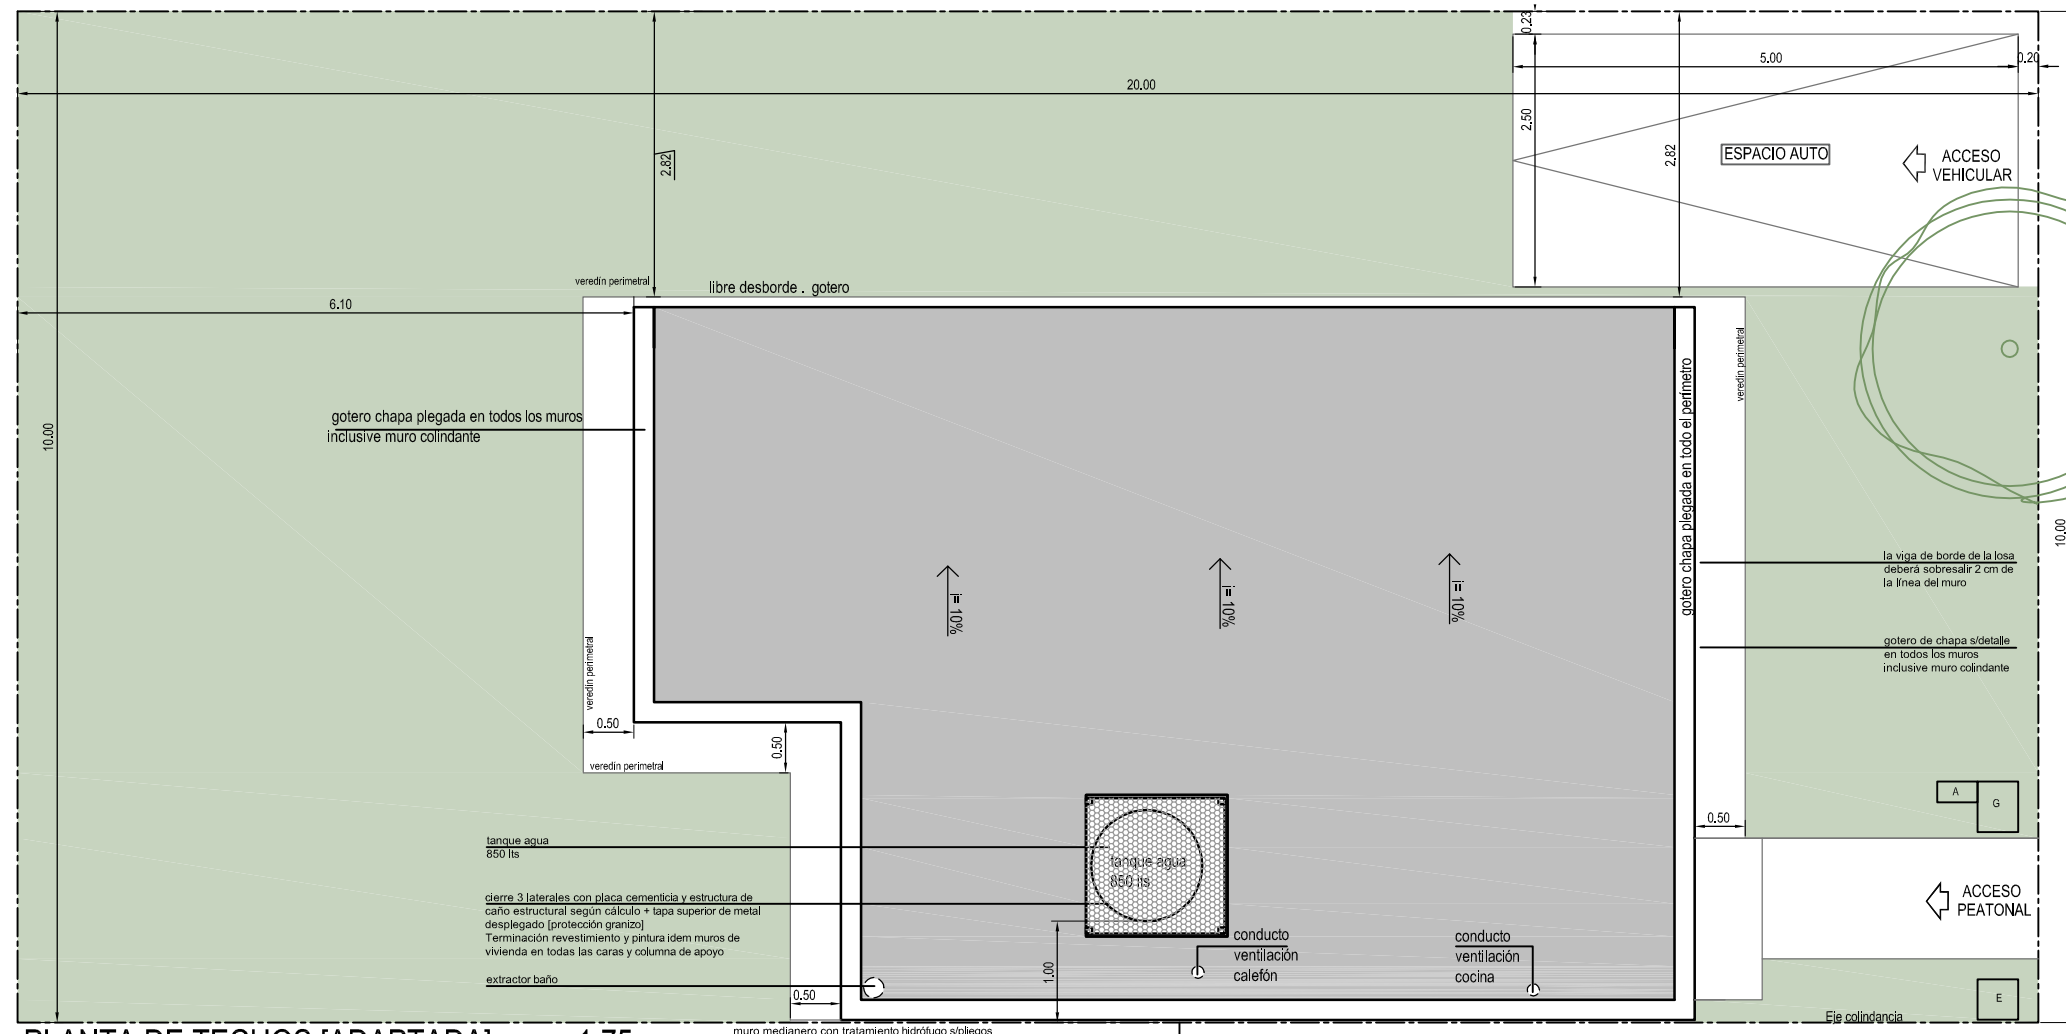 0.23
5.00
0.20
20.00
2.50
2.82
2.82
ESPACIO AUTO
ACCESO
VEHICULAR
veredín perimetral
libre desborde . gotero
6.10
veredín perimetral
gotero chapa plegada en todo el perímetro
gotero chapa plegada en todos los muros
inclusive muro colindante
10.00
10.00
la viga de borde de la losa
deberá sobresalir 2 cm de
la línea del muro
i= 10%
i= 10%
i= 10%
gotero de chapa s/detalle
en todos los muros
inclusive muro colindante
veredín perimetral
0.50
0.50
veredín perimetral
A
G
0.50
tanque agua
850 lts
tanque agua
850 lts
cierre 3 laterales con placa cementicia y estructura de
caño estructural según cálculo + tapa superior de metal
desplegado [protección granizo]
Terminación revestimiento y pintura idem muros de
vivienda en todas las caras y columna de apoyo
ACCESO
PEATONAL
conducto
ventilación
calefón
conducto
ventilación
cocina
1.00
extractor baño
0.50
E
Eje colindancia
PLANTA DE TECHOS [ADAPTADA]
1.75
muro medianero con tratamiento hidrófugo s/pliegos